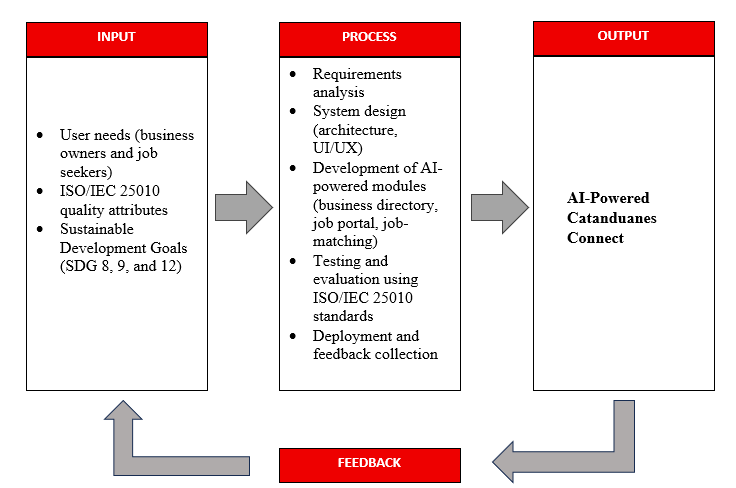 INPUT
• User needs (business
owners and job
seekers)
• ISO/IEC 25010
quality attributes
• Sustainable
Development Goals
(SDG 8, 9, and 12)
PROCESS
• Requirements
analysis
• System design
(architecture,
UI/UX)
• Development of AI-
powered modules
(business directory,
job portal, job-
matching)
• Testing and
evaluation using
ISO/IEC 25010
standards
• Deployment and
feedback collection
OUTPUT
AI-Powered
Catanduanes
Connect
FEEDBACK